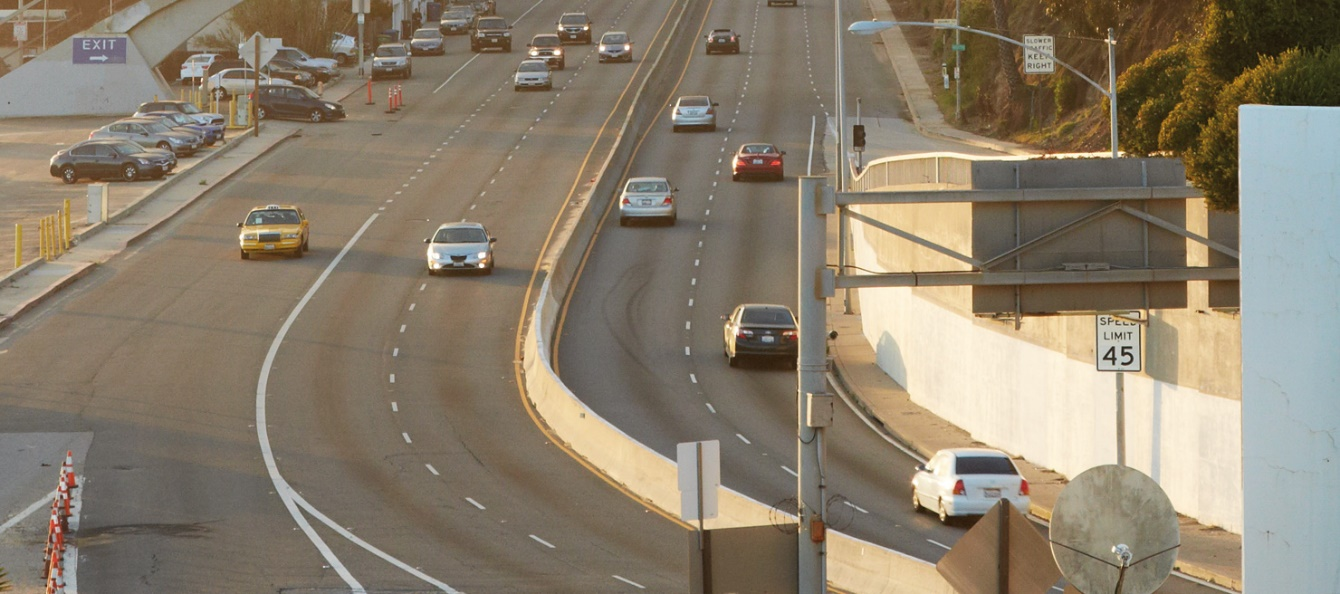 EXIT
SLOWER
TRAFFIC
KEEP
RIGHT
SPEED
LIMIT
45